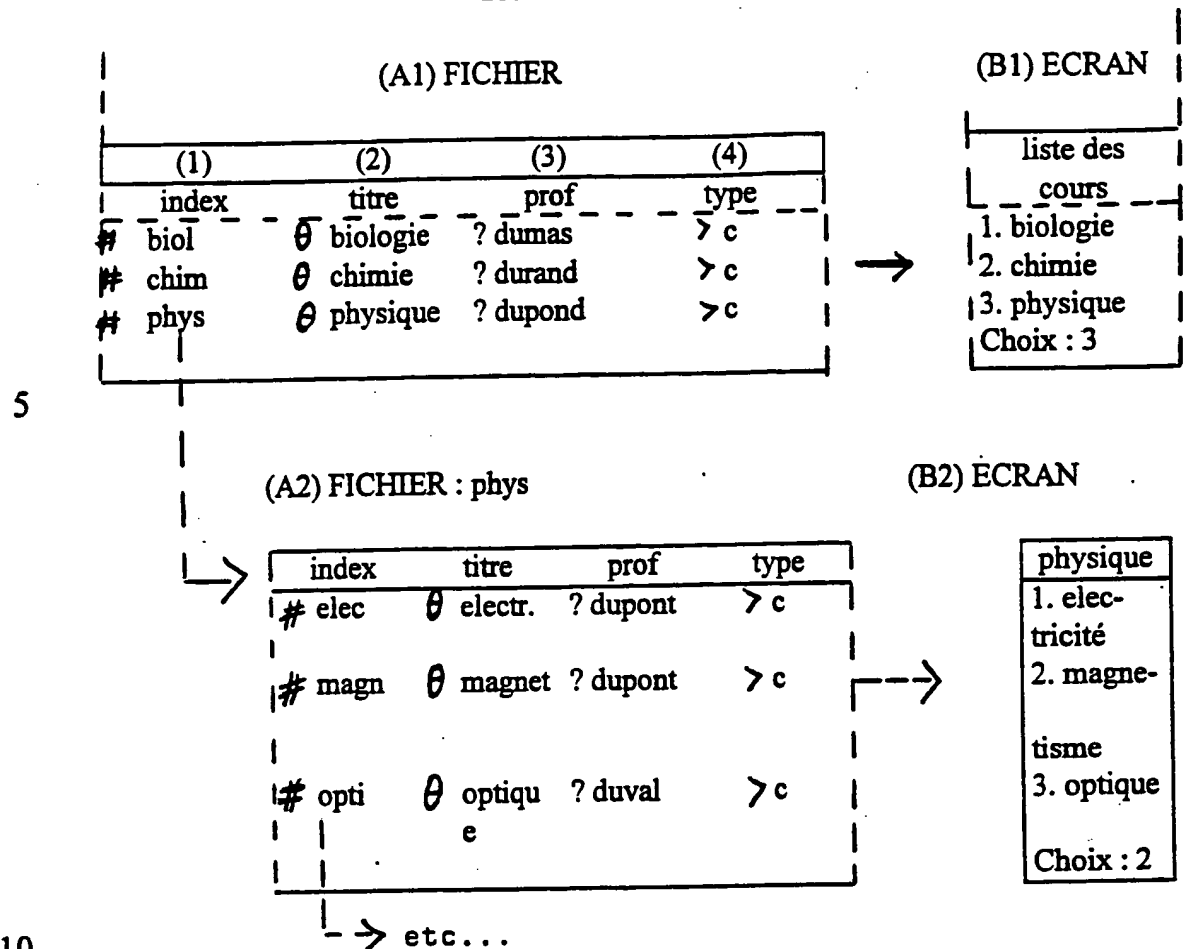 (A1) FICHIER
(B1) ECRAN
(1) (2) (3) (4)
index titre prof type
# biol θ biologie ? dumas > c
# chim θ chimie ? durand > c
# phys θ physique ? dupond > c
liste des
cours
1. biologie
2. chimie
3. physique
Choix : 3
5
(A2) FICHIER : phys
(B2) ECRAN
index titre prof type
# elec θ electr. ? dupont > c
# magn θ magnet ? dupont > c
# opti θ optiqu ? duval > c
e
physique
1. elec-
tricité
2. magne-
tisme
3. optique
Choix : 2
etc...
10